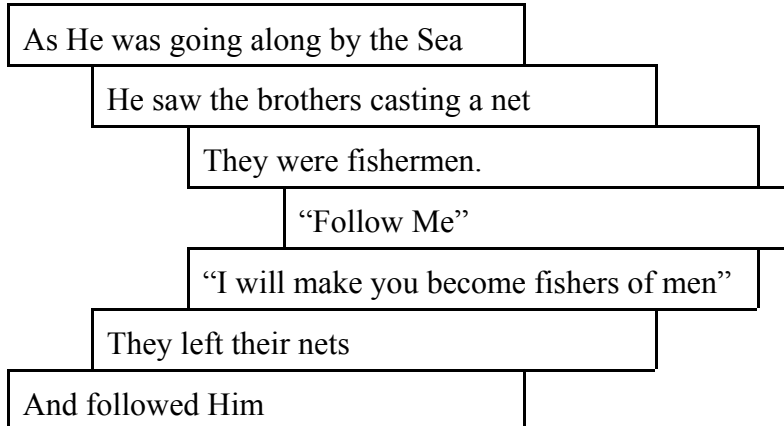 As He was going along by the Sea
He saw the brothers casting a net
They were fishermen.
“Follow Me”
“I will make you become fishers of men”
They left their nets
And followed Him